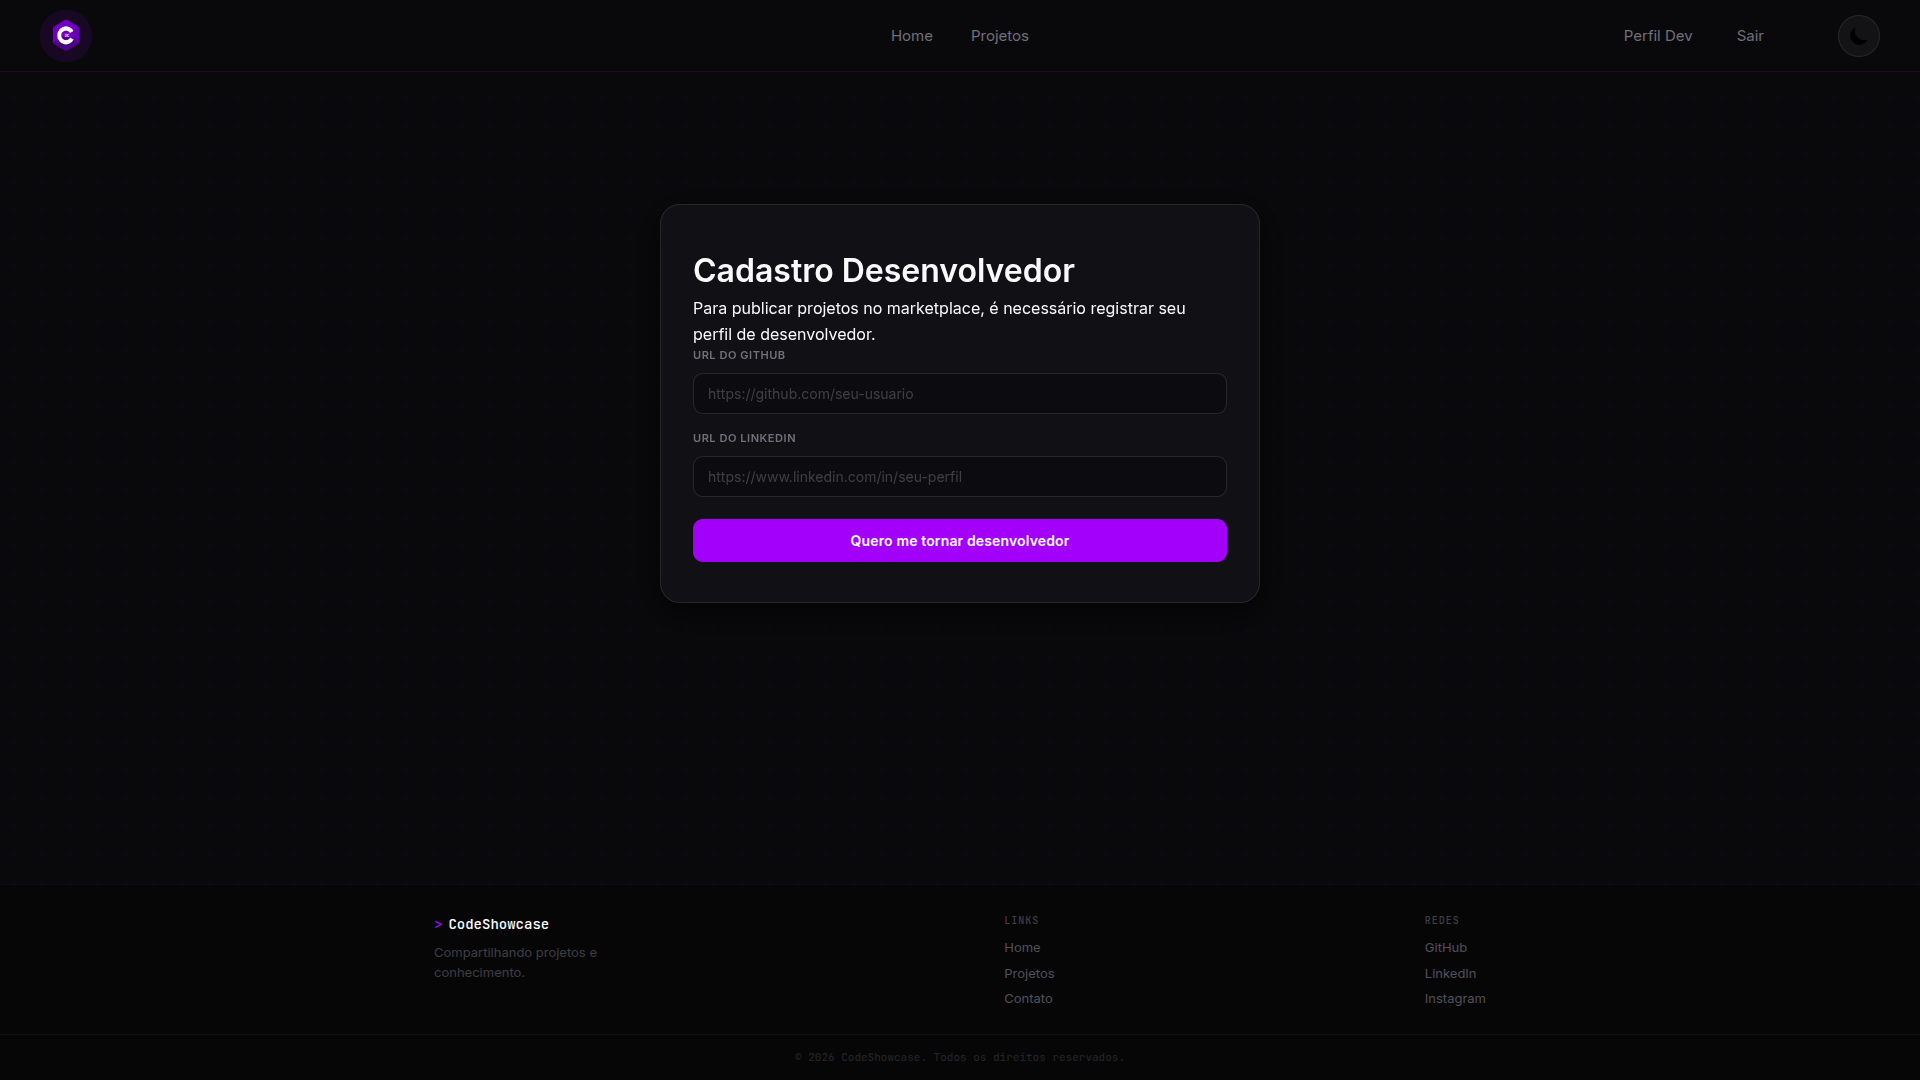 Home
Projetos
Perfil Dev
Sair
Cadastro Desenvolvedor
Para publicar projetos no marketplace, é necessário registrar seu
perfil de desenvolvedor.
URL DO GITHUB
https://github.com/seu-usuario
URL DO LINKEDIN
https://www.linkedin.com/in/seu-perfil
Quero me tornar desenvolvedor
> CodeShowcase
Compartilhando projetos e
conhecimento.
LINKS
Home
Projetos
Contato
REDES
GitHub
LinkedIn
Instagram
© 2026 CodeShowcase. Todos os direitos reservados.